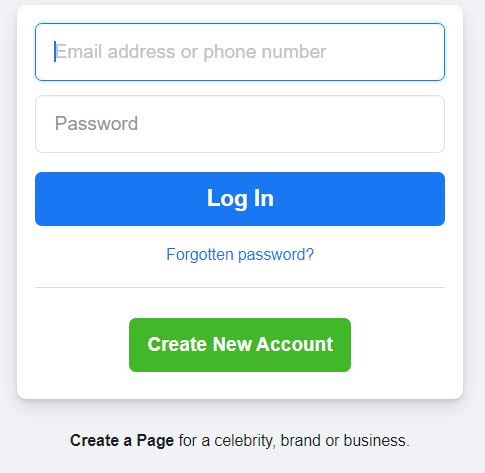 Email address or phone number
Password
Log In
Forgotten password?
Create New Account
Create a Page for a celebrity, brand or business.